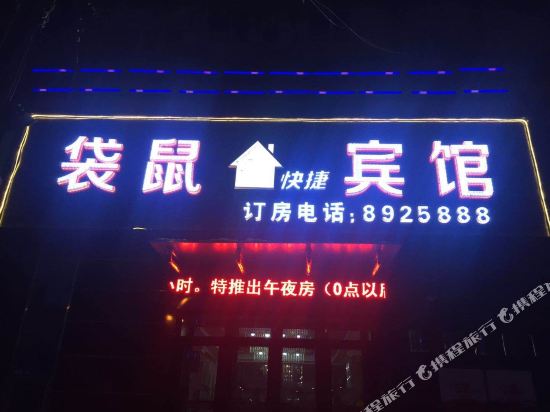 袋鼠 快捷 宾馆
订房电话:8925888
小时。特推出午夜房（0点以后
携程旅行 携程旅行